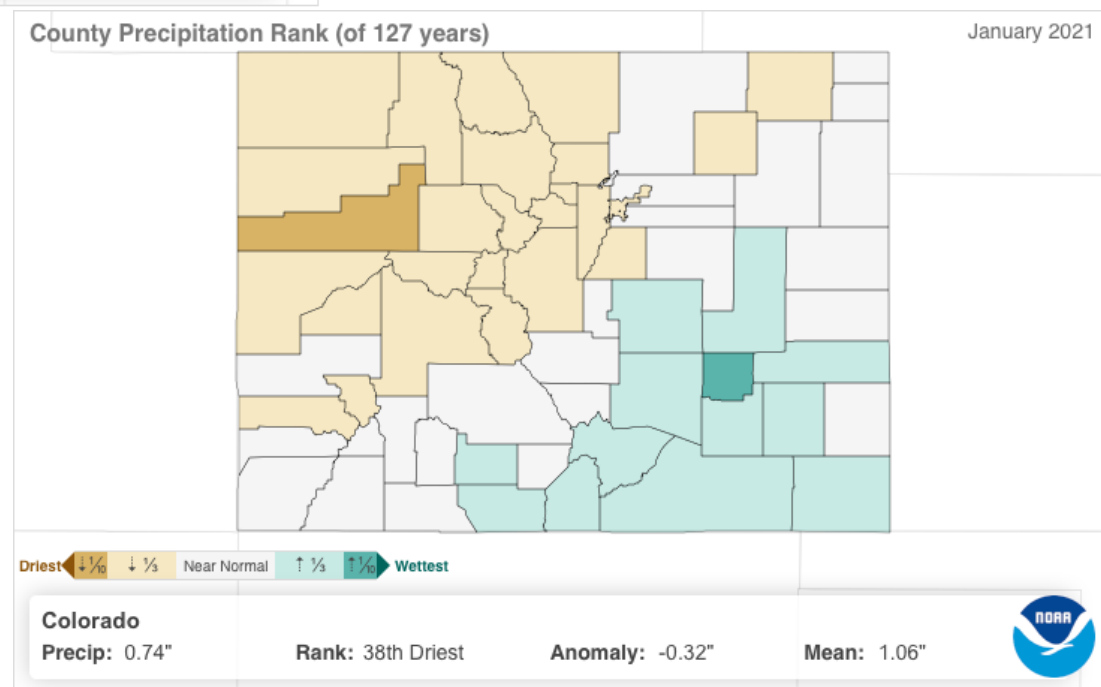 County Precipitation Rank (of 127 years)
January 2021
Driest ↓ 1/10 ↓ 1/3 Near Normal ↑ 1/3 ↑ 1/10 Wettest
Colorado
Precip: 0.74" Rank: 38th Driest Anomaly: -0.32" Mean: 1.06"
NOAA